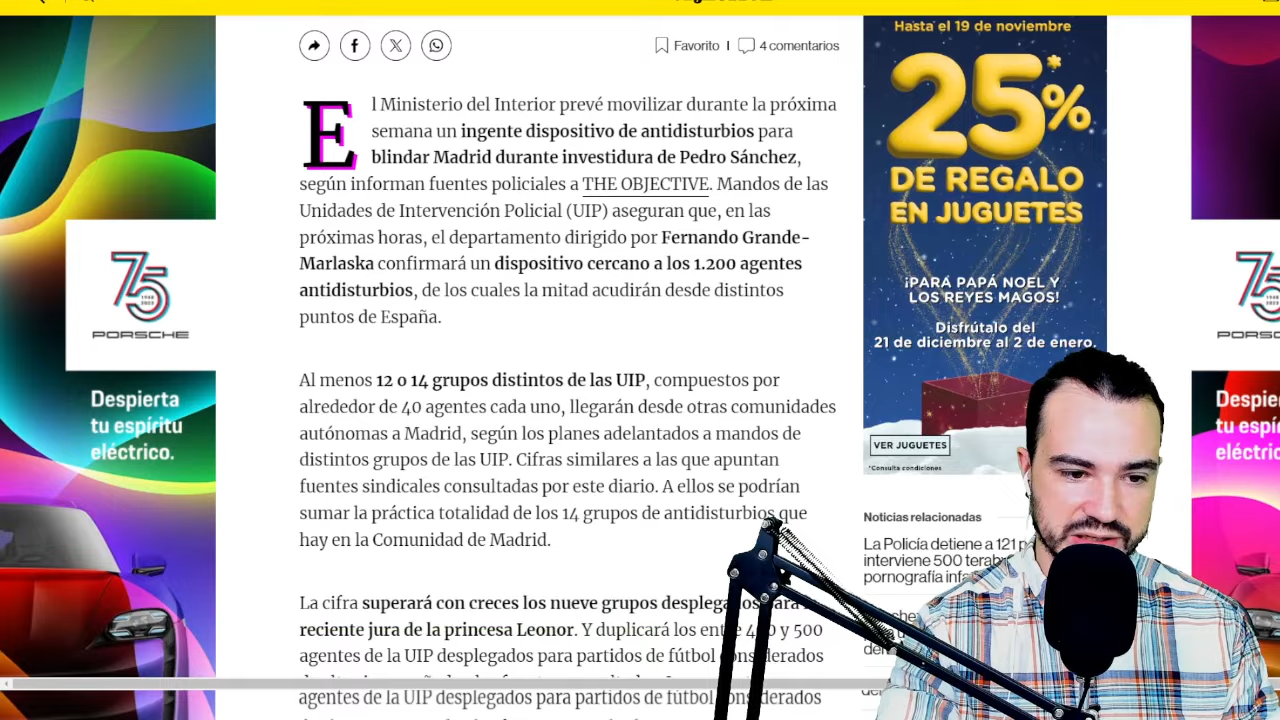 Favorito
4 comentarios
El Ministerio del Interior prevé movilizar durante la próxima
semana un ingente dispositivo de antidisturbios para
blindar Madrid durante investidura de Pedro Sánchez,
según informan fuentes policiales a THE OBJECTIVE. Mandos de las
Unidades de Intervención Policial (UIP) aseguran que, en las
próximas horas, el departamento dirigido por Fernando Grande-
Marlaska confirmará un dispositivo cercano a los 1.200 agentes
antidisturbios, de los cuales la mitad acudirán desde distintos
puntos de España.
Al menos 12 o 14 grupos distintos de las UIP, compuestos por
alrededor de 40 agentes cada uno, llegarán desde otras comunidades
autónomas a Madrid, según los planes adelantados a mandos de
distintos grupos de las UIP. Cifras similares a las que apuntan
fuentes sindicales consultadas por este diario. A ellos se podrían
sumar la práctica totalidad de los 14 grupos de antidisturbios que
hay en la Comunidad de Madrid.
La cifra superará con creces los nueve grupos
reciente jura de la princesa Leonor. Y duplicará los y 500
agentes de la UIP desplegados para partidos de fútbol
agentes de la UIP desplegados para partidos de fútbol
75
1948
2023
PORSCHE
Despierta
tu espíritu
eléctrico.
Hasta el 19 de noviembre
25%*
DE REGALO
EN JUGUETES
¡PARA PAPÁ NOEL Y
LOS REYES MAGOS!
Disfrútalo del
21 de diciembre al 2 de enero.
VER JUGUETES
*Consulta condiciones
Noticias relacionadas
La Policía detiene a 121
interviene 500
pornografía
75
PORSCHE
tu